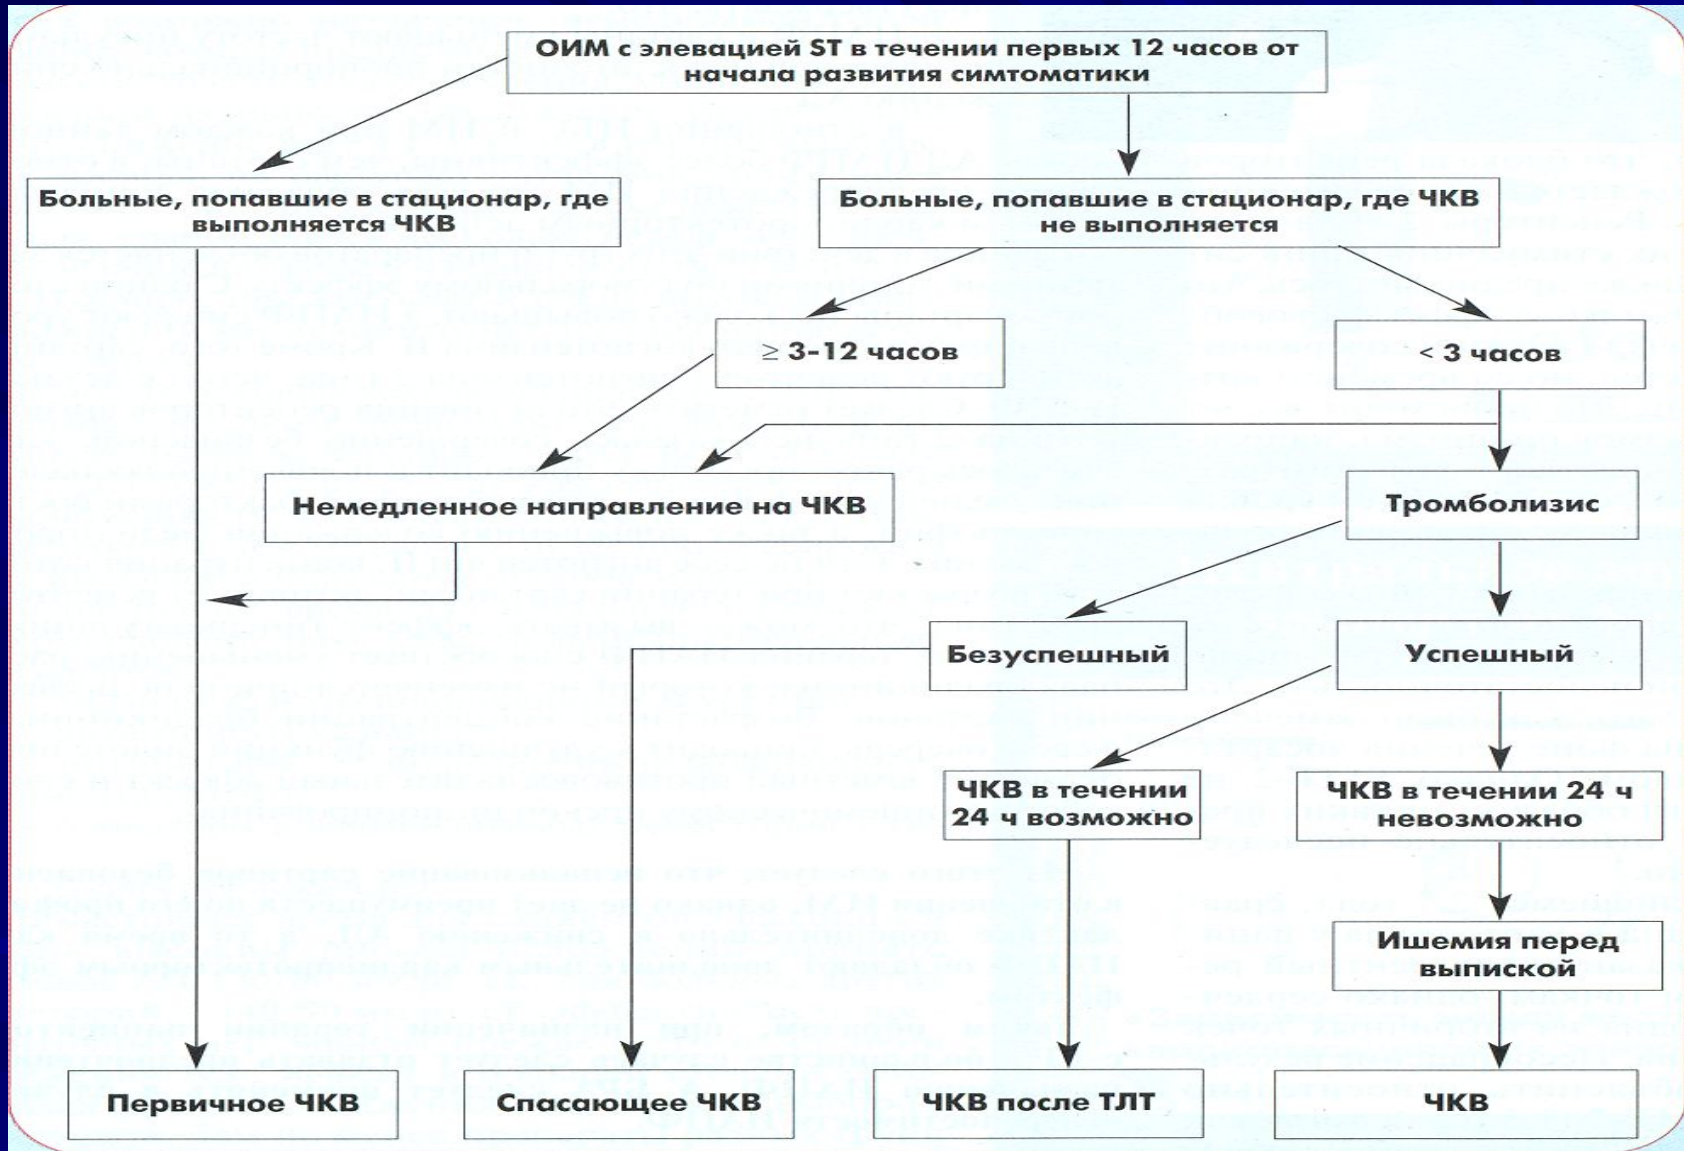 ОИМ с элевацией ST в течении первых 12 часов от
начала развития симтоматики
Больные, попавшие в стационар, где
выполняется ЧКВ
Больные, попавшие в стационар, где ЧКВ
не выполняется
≥ 3-12 часов
< 3 часов
Немедленное направление на ЧКВ
Тромболизис
Безуспешный
Успешный
ЧКВ в течении
24 ч возможно
ЧКВ в течении 24 ч
невозможно
Ишемия перед
выпиской
Первичное ЧКВ
Спасающее ЧКВ
ЧКВ после ТЛТ
ЧКВ